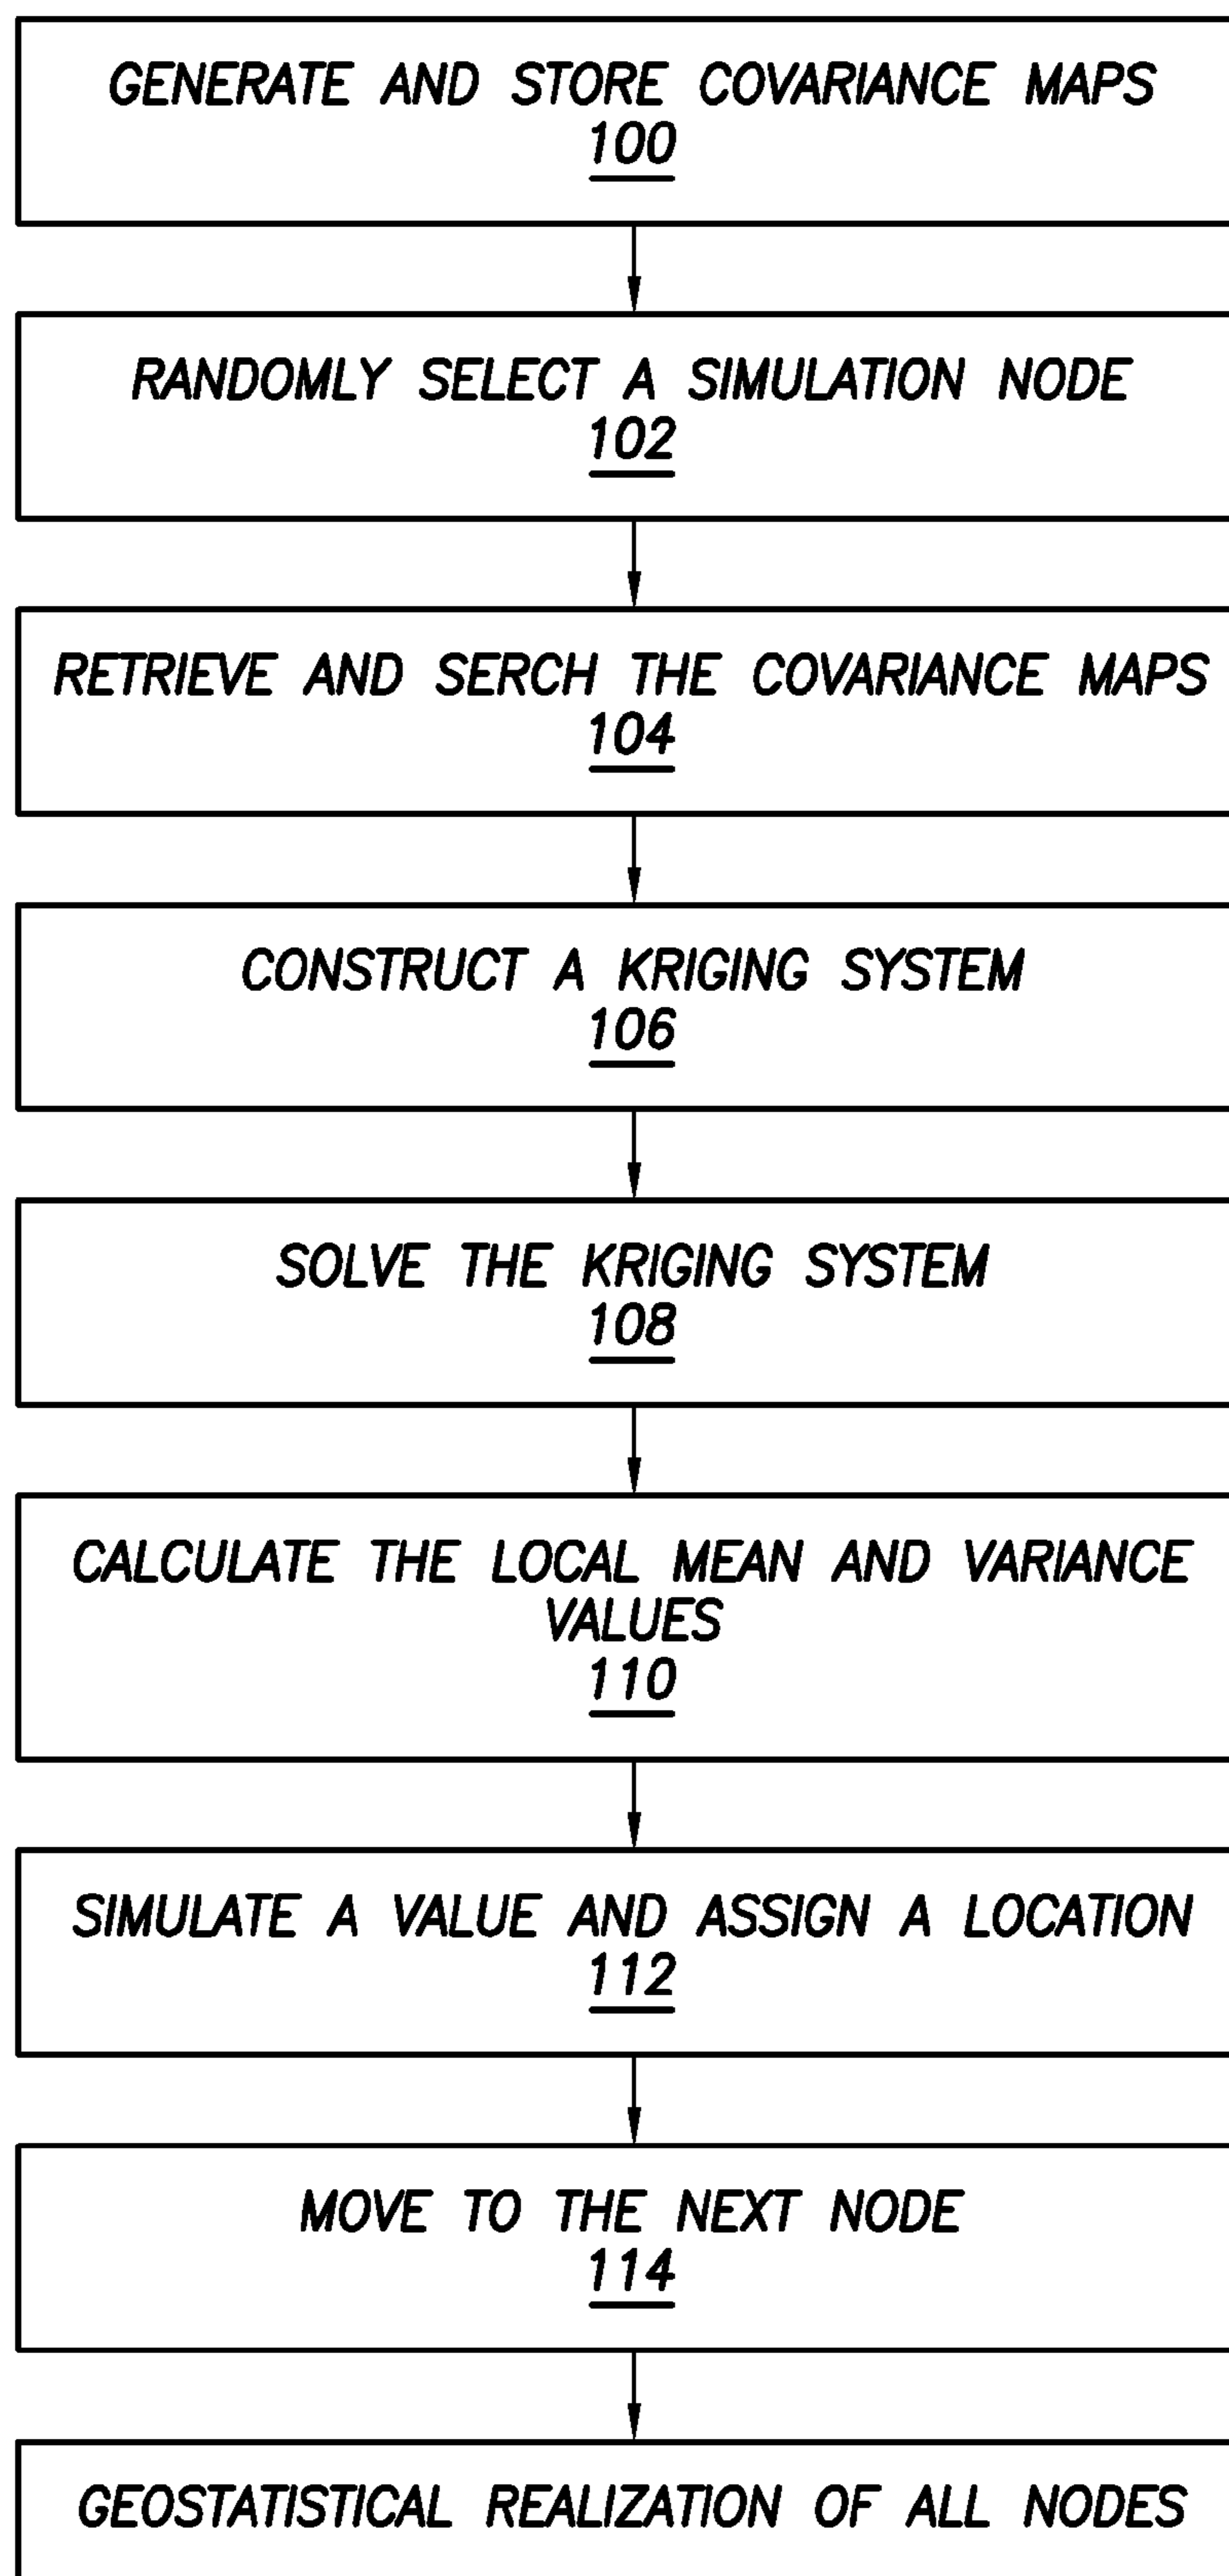 GENERATE AND STORE COVARIANCE MAPS
100
RANDOMLY SELECT A SIMULATION NODE
102
RETRIEVE AND SERCH THE COVARIANCE MAPS
104
CONSTRUCT A KRIGING SYSTEM
106
SOLVE THE KRIGING SYSTEM
108
CALCULATE THE LOCAL MEAN AND VARIANCE
VALUES
110
SIMULATE A VALUE AND ASSIGN A LOCATION
112
MOVE TO THE NEXT NODE
114
GEOSTATISTICAL REALIZATION OF ALL NODES